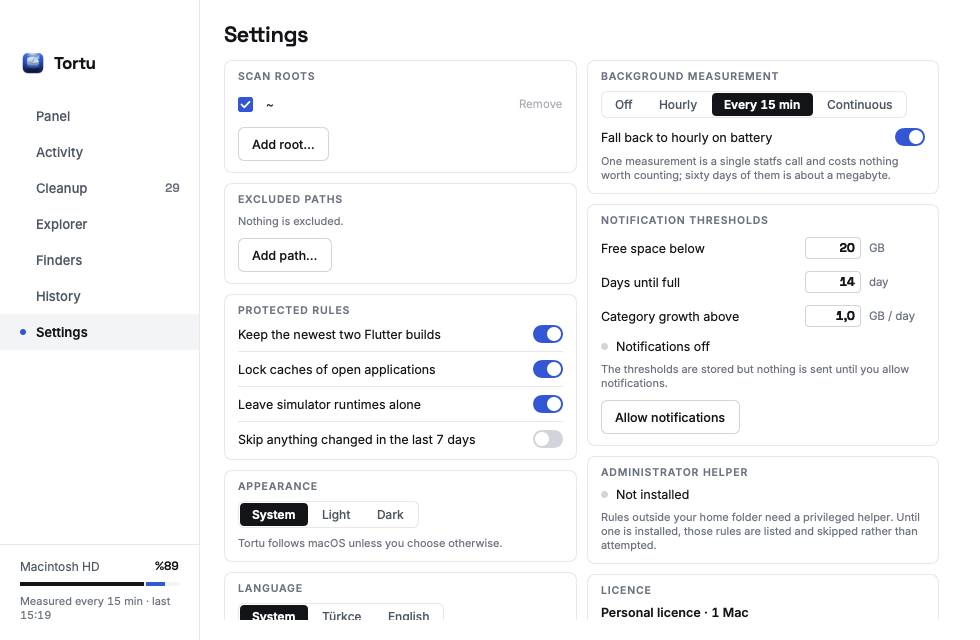 Tortu
Panel
Activity
Cleanup 29
Explorer
Finders
History
Settings
Macintosh HD %89
Measured every 15 min · last
15:19
Settings
SCAN ROOTS
~ Remove
Add root...
EXCLUDED PATHS
Nothing is excluded.
Add path...
PROTECTED RULES
Keep the newest two Flutter builds
Lock caches of open applications
Leave simulator runtimes alone
Skip anything changed in the last 7 days
APPEARANCE
System Light Dark
Tortu follows macOS unless you choose otherwise.
LANGUAGE
System Türkçe English
BACKGROUND MEASUREMENT
Off Hourly Every 15 min Continuous
Fall back to hourly on battery
One measurement is a single statfs call and costs nothing
worth counting; sixty days of them is about a megabyte.
NOTIFICATION THRESHOLDS
Free space below 20 GB
Days until full 14 day
Category growth above 1,0 GB / day
Notifications off
The thresholds are stored but nothing is sent until you allow
notifications.
Allow notifications
ADMINISTRATOR HELPER
Not installed
Rules outside your home folder need a privileged helper. Until
one is installed, those rules are listed and skipped rather than
attempted.
LICENCE
Personal licence · 1 Mac